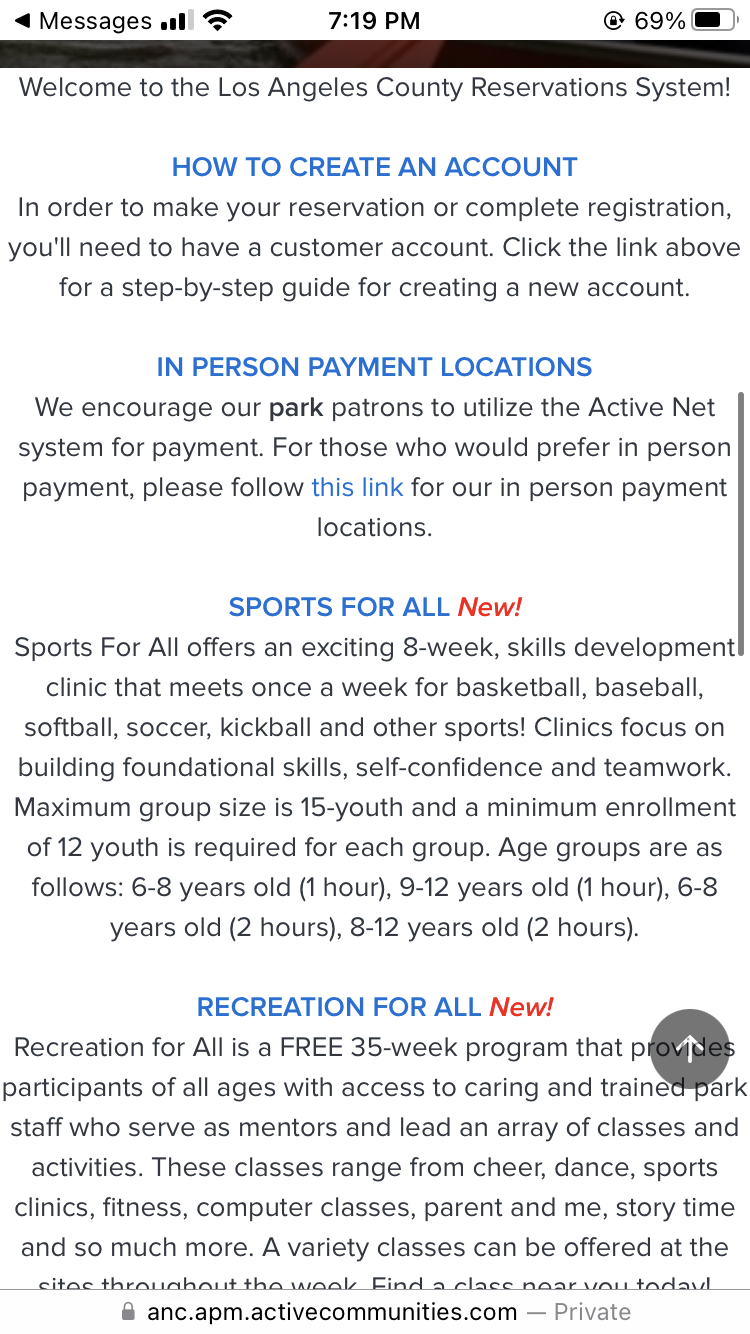 Messages 7:19 PM 69%
Welcome to the Los Angeles County Reservations System!
HOW TO CREATE AN ACCOUNT
In order to make your reservation or complete registration,
you'll need to have a customer account. Click the link above
for a step-by-step guide for creating a new account.
IN PERSON PAYMENT LOCATIONS
We encourage our park patrons to utilize the Active Net
system for payment. For those who would prefer in person
payment, please follow this link for our in person payment
locations.
SPORTS FOR ALL New!
Sports For All offers an exciting 8-week, skills development
clinic that meets once a week for basketball, baseball,
softball, soccer, kickball and other sports! Clinics focus on
building foundational skills, self-confidence and teamwork.
Maximum group size is 15-youth and a minimum enrollment
of 12 youth is required for each group. Age groups are as
follows: 6-8 years old (1 hour), 9-12 years old (1 hour), 6-8
years old (2 hours), 8-12 years old (2 hours).
RECREATION FOR ALL New!
Recreation for All is a FREE 35-week program that provides
participants of all ages with access to caring and trained park
staff who serve as mentors and lead an array of classes and
activities. These classes range from cheer, dance, sports
clinics, fitness, computer classes, parent and me, story time
and so much more. A variety classes can be offered at the
sites throughout the week. Find a class near you today!
anc.apm.activecommunities.com — Private